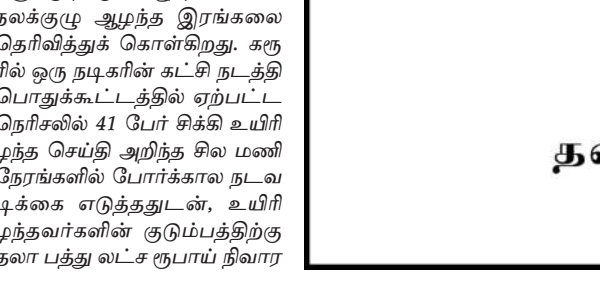 நலக்குழு ஆழந்த இரங்கலை
தெரிவித்துக் கொள்கிறது. கரூ
ரில் ஒரு நடிகரின் கட்சி நடத்தி
பொதுக்கூட்டத்தில் ஏற்பட்ட
நெரிசலில் 41 பேர் சிக்கி உயிரி
ழந்த செய்தி அறிந்த சில மணி
நேரங்களில் போர்க்கால நடவ
டிக்கை எடுத்ததுடன், உயிரி
ழந்தவர்களின் குடும்பத்திற்கு
தலா பத்து லட்ச ரூபாய் நிவார